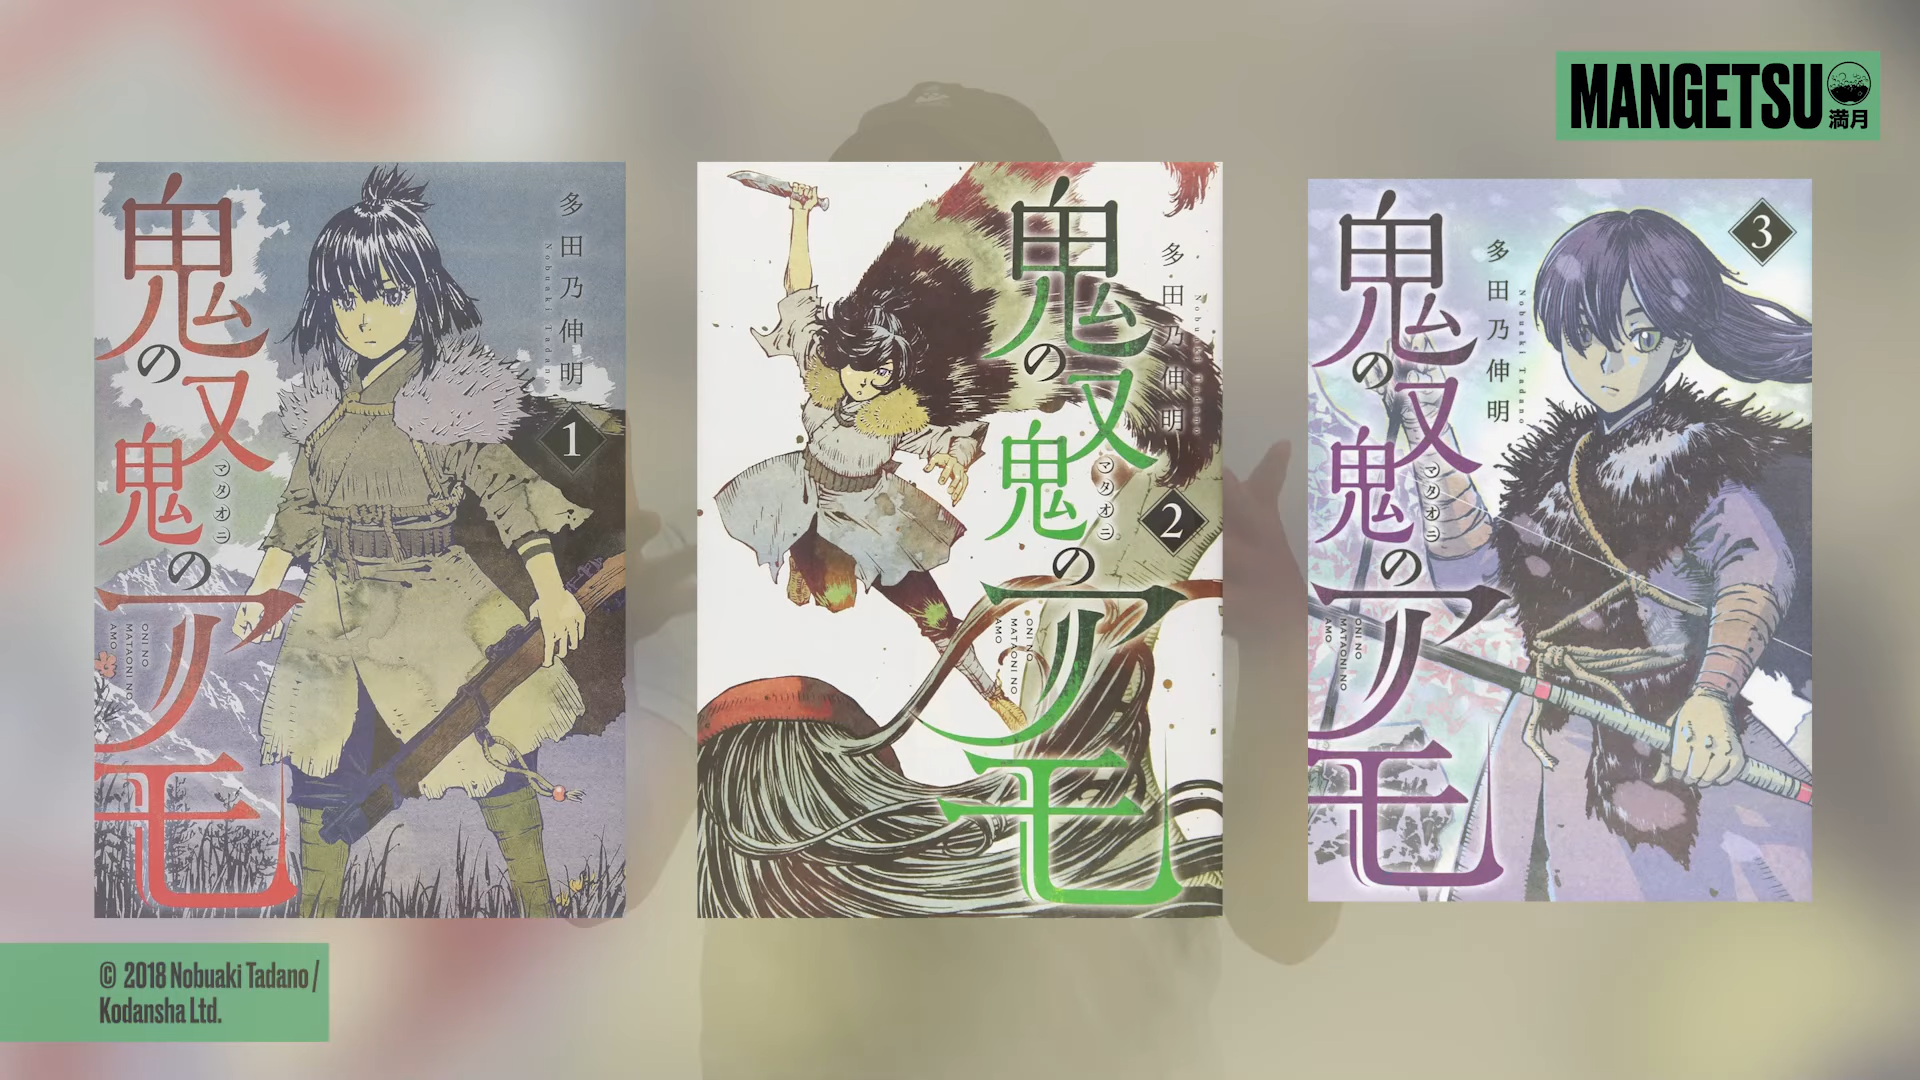 MANGETSU
満月
鬼の又鬼のアモ
マタオニ
ONI NO
MATAONI NO
AMO
多田乃伸明
Nobuaki Tadano
1
鬼の又鬼のアモ
マタオニ
ONI NO
MATAONI NO
AMO
多田乃伸明
Nobuaki Tadano
2
鬼の又鬼のアモ
マタオニ
ONI NO
MATAONI NO
AMO
多田乃伸明
Nobuaki Tadano
3
© 2018 Nobuaki Tadano /
Kodansha Ltd.